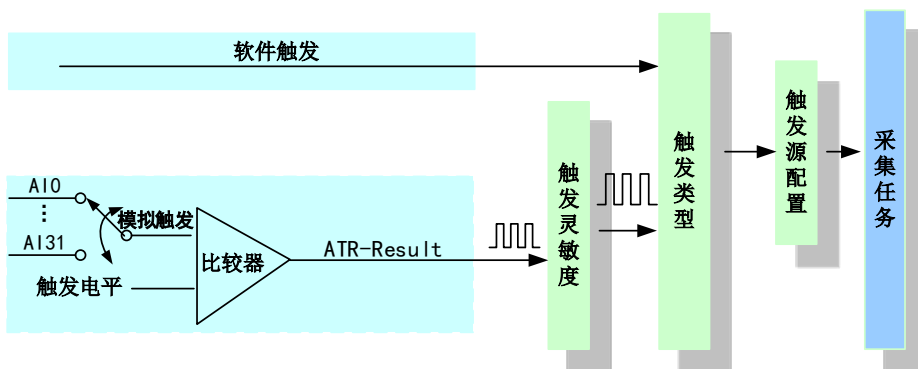 软件触发
AI0
⋮
AI31
模拟触发
触发电平
比较器
ATR-Result
触发灵敏度
触发类型
触发源配置
采集任务